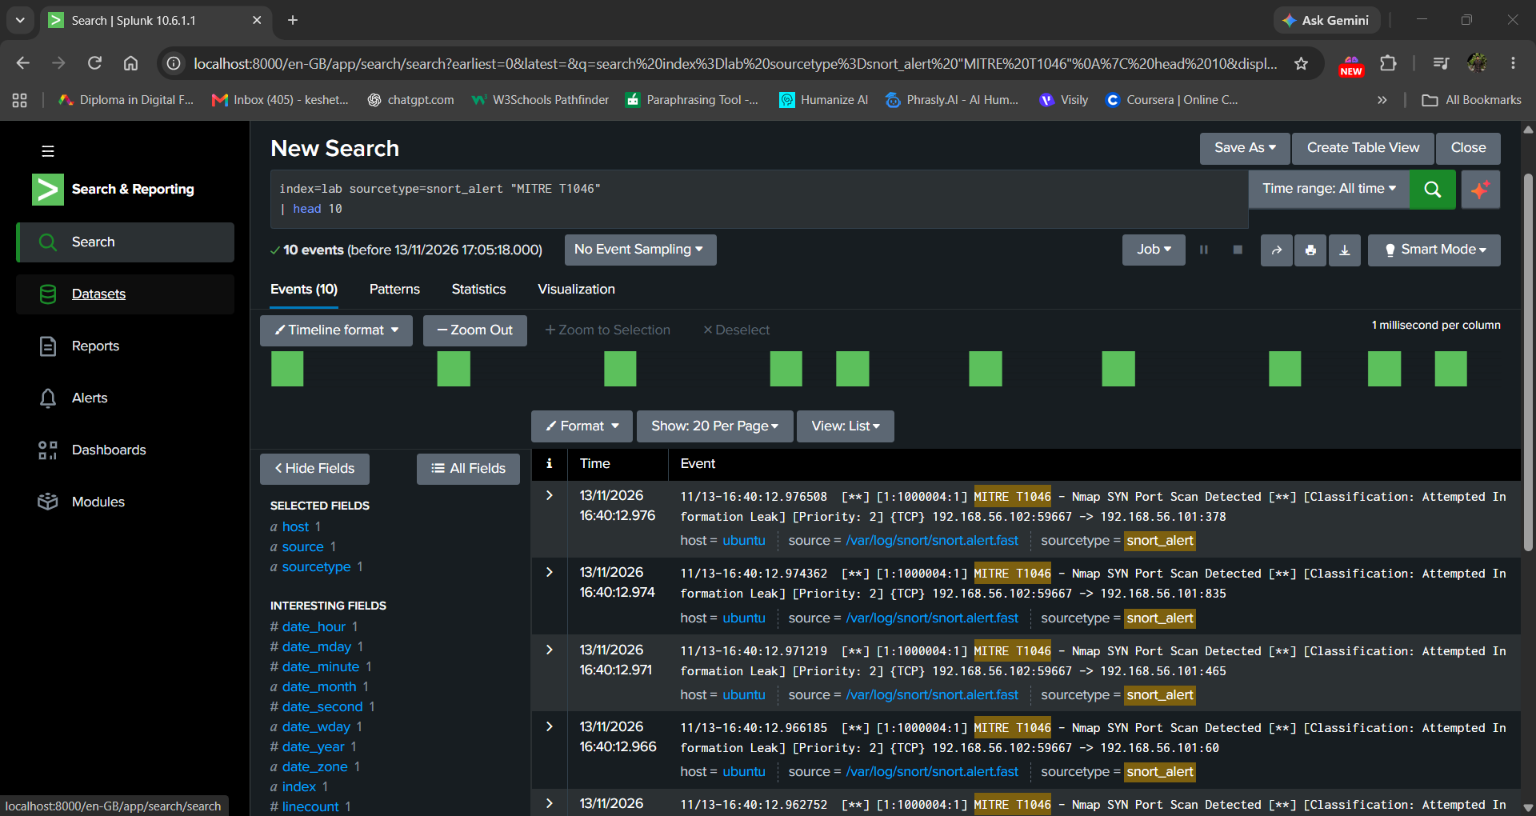 Search | Splunk 10.6.1.1
Ask Gemini
localhost:8000/en-GB/app/search/search?earliest=0&latest=&q=search%20index%3Dlab%20sourcetype%3Dsnort_alert%20"MITRE%20T1046"%0A%7C%20head%2010&displ...
NEW
Diploma in Digital F...
Inbox (405) - keshet...
chatgpt.com
W3Schools Pathfinder
Paraphrasing Tool -...
Humanize AI
Phrasly.AI - AI Hum...
Visily
Coursera | Online C...
All Bookmarks
Search & Reporting
Search
Datasets
Reports
Alerts
Dashboards
Modules
New Search
Save As
Create Table View
Close
index=lab sourcetype=snort_alert "MITRE T1046"
| head 10
Time range: All time
10 events (before 13/11/2026 17:05:18.000)
No Event Sampling
Job
Smart Mode
Events (10)
Patterns
Statistics
Visualization
Timeline format
— Zoom Out
+ Zoom to Selection
× Deselect
1 millisecond per column
Format
Show: 20 Per Page
View: List
Hide Fields
All Fields
SELECTED FIELDS
a host 1
a source 1
a sourcetype 1
INTERESTING FIELDS
# date_hour 1
# date_mday 1
# date_minute 1
a date_month 1
# date_second 1
a date_wday 1
# date_year 1
a date_zone 1
a index 1
# linecount 1
i
Time
Event
13/11/2026
16:40:12.976
11/13-16:40:12.976508 [**] [1:1000004:1] MITRE T1046 - Nmap SYN Port Scan Detected [**] [Classification: Attempted In
formation Leak] [Priority: 2] {TCP} 192.168.56.102:59667 -> 192.168.56.101:378
host = ubuntu source = /var/log/snort/snort.alert.fast sourcetype = snort_alert
13/11/2026
16:40:12.974
11/13-16:40:12.974362 [**] [1:1000004:1] MITRE T1046 - Nmap SYN Port Scan Detected [**] [Classification: Attempted In
formation Leak] [Priority: 2] {TCP} 192.168.56.102:59667 -> 192.168.56.101:835
host = ubuntu source = /var/log/snort/snort.alert.fast sourcetype = snort_alert
13/11/2026
16:40:12.971
11/13-16:40:12.971219 [**] [1:1000004:1] MITRE T1046 - Nmap SYN Port Scan Detected [**] [Classification: Attempted In
formation Leak] [Priority: 2] {TCP} 192.168.56.102:59667 -> 192.168.56.101:465
host = ubuntu source = /var/log/snort/snort.alert.fast sourcetype = snort_alert
13/11/2026
16:40:12.966
11/13-16:40:12.966185 [**] [1:1000004:1] MITRE T1046 - Nmap SYN Port Scan Detected [**] [Classification: Attempted In
formation Leak] [Priority: 2] {TCP} 192.168.56.102:59667 -> 192.168.56.101:60
host = ubuntu source = /var/log/snort/snort.alert.fast sourcetype = snort_alert
13/11/2026
11/13-16:40:12.962752 [**] [1:1000004:1] MITRE T1046 - Nmap SYN Port Scan Detected [**] [Classification: Attempted In
localhost:8000/en-GB/app/search/search